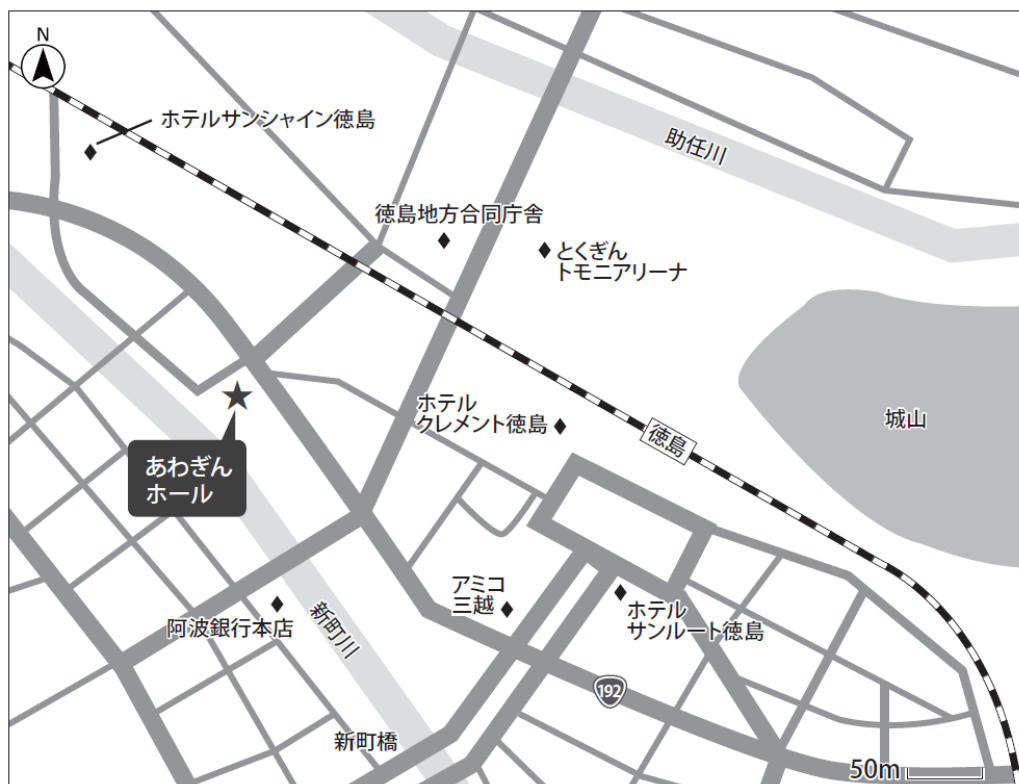 N
ホテルサンシャイン徳島
助任川
徳島地方合同庁舎
とくぎん
トモニアリーナ
城山
ホテル
クレメント徳島
徳島
あわぎん
ホール
アミコ
三越
ホテル
サンルート徳島
阿波銀行本店
新町川
192
新町橋
50m